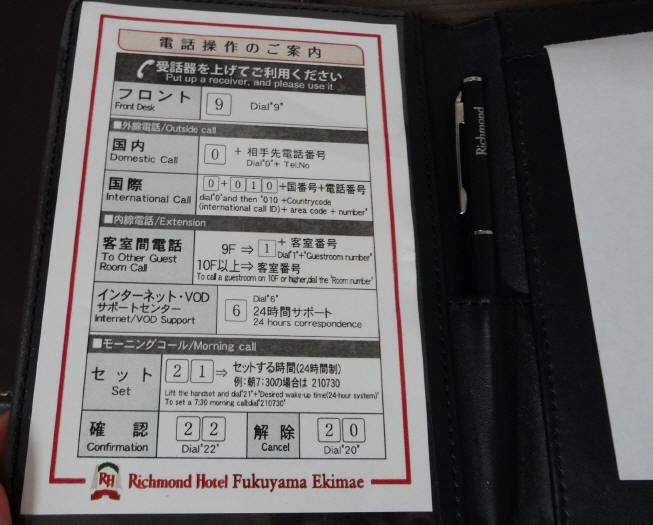 電話操作のご案内
受話器を上げてご利用ください
Put up a receiver, and please use it
フロント
Front Desk
9
Dial"9"
■外線電話/Outside call
国内
Domestic Call
0 + 相手先電話番号
Dial"0"+ Tel.No
国際
International Call
0+010+国番号+電話番号
dial"0"and then "010 +Countrycode
(international call ID)+ area code + number"
■内線電話/Extension
客室間電話
To Other Guest
Room Call
9F ⇒ 1 + 客室番号
Dial"1"+"Guestroom number"
10F以上⇒ 客室番号
To call a guestroom on 10F or higher,dial the "Room number"
インターネット・VOD
サポートセンター
Internet/VOD Support
6
Dial"6"
24時間サポート
24 hours correspondence
■モーニングコール/Morning call
セット
Set
21⇒ セットする時間(24時間制)
例:朝7:30の場合は 210730
Lift the handset and dial"21"+"Desired wake-up time(24-hour system)"
To set a 7:30 morning call:dial"210730"
確認
Confirmation
22
Dial"22"
解除
Cancel
20
Dial"20"
RH
Richmond Hotel Fukuyama Ekimae
Richmond